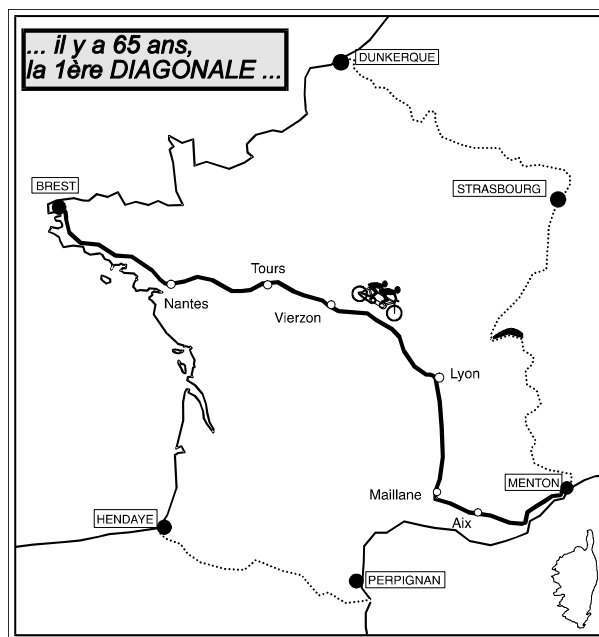 ... il y a 65 ans,
la 1ère DIAGONALE ...
DUNKERQUE
BREST
STRASBOURG
Tours
Nantes
Vierzon
Lyon
MENTON
Maillane
Aix
HENDAYE
PERPIGNAN